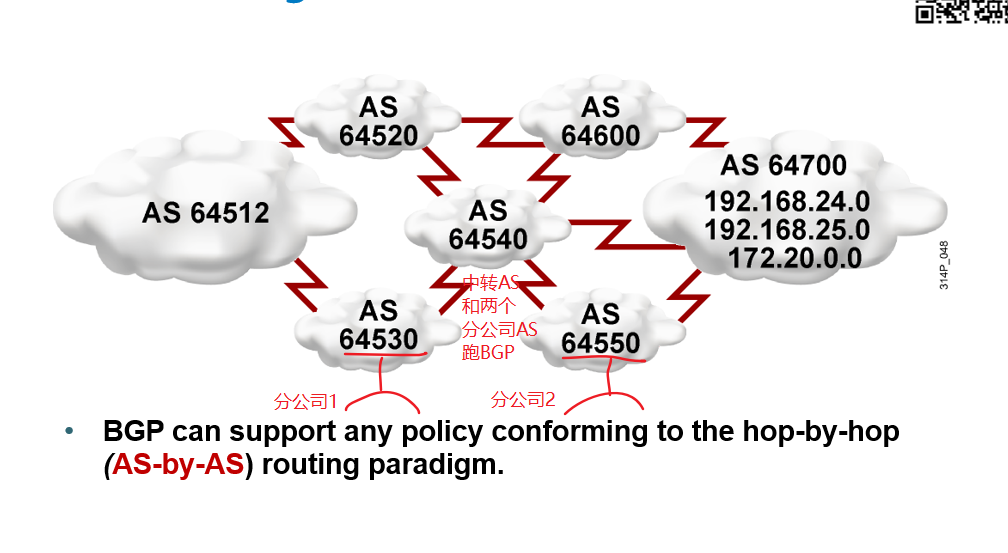 AS
64520
AS
64600
AS 64512
AS 64700
192.168.24.0
192.168.25.0
172.20.0.0
AS
64540
314P_048
中转AS
和两个
分公司AS
跑BGP
AS
64530
AS
64550
分公司1
分公司2
• BGP can support any policy conforming to the hop-by-hop
(AS-by-AS) routing paradigm.